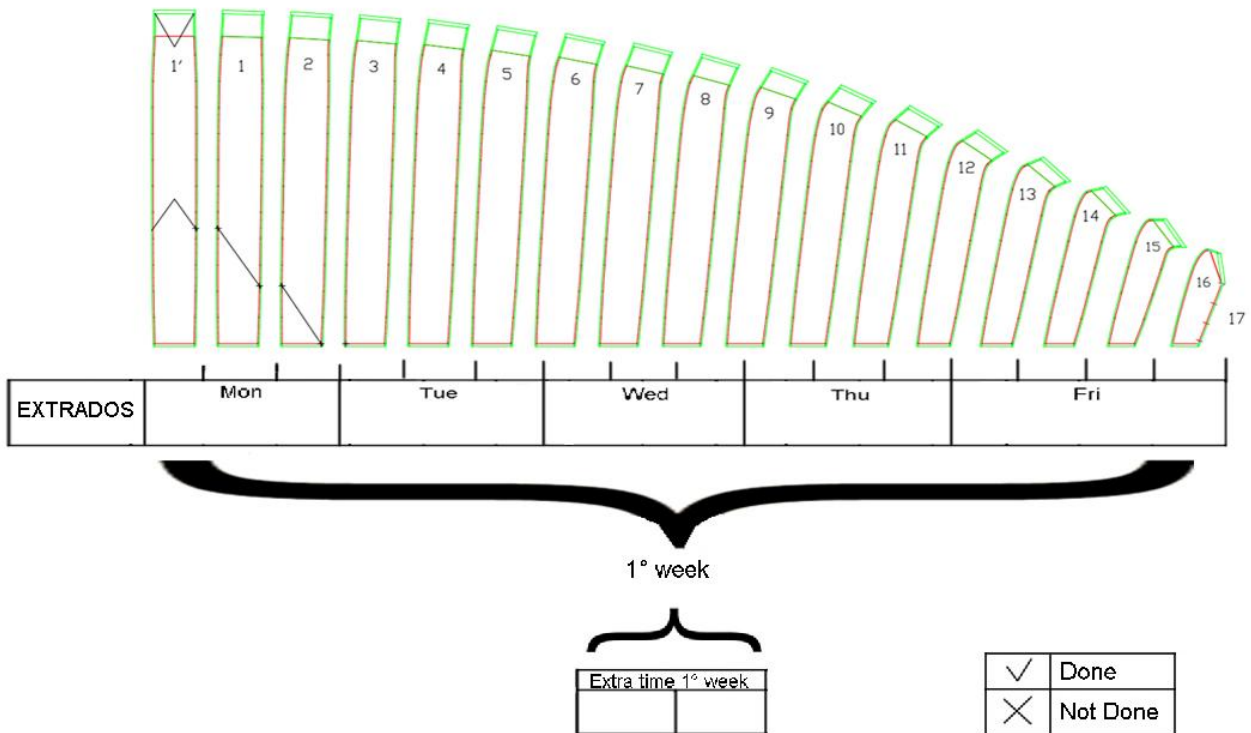 1' 1 2 3 4 5 6 7 8 9 10 11 12 13 14 15 16 17
EXTRADOS Mon Tue Wed Thu Fri
1° week
Extra time 1° week
Done
Not Done